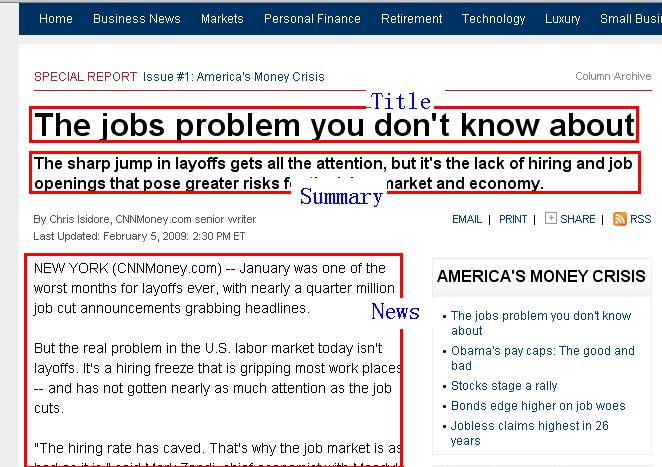 Home Business News Markets Personal Finance Retirement Technology Luxury Small
SPECIAL REPORT Issue #1: America's Money Crisis Column Archive
Title
The jobs problem you don't know about
The sharp jump in layoffs gets all the attention, but it's the lack of hiring and job
openings that pose greater risks market and economy.
Summary
By Chris Isidore, CNNMoney.com senior writer
Last Updated: February 5, 2009: 2:30 PM ET
EMAIL | PRINT | SHARE | RSS
NEW YORK (CNNMoney.com) -- January was one of the
worst months for layoffs ever, with nearly a quarter million
job cut announcements grabbing headlines.
News
But the real problem in the U.S. labor market today isn't
layoffs. It's a hiring freeze that is gripping most work places
-- and has not gotten nearly as much attention as the job
cuts.
"The hiring rate has caved. That's why the job market is as
AMERICA'S MONEY CRISIS
• The jobs problem you don't know
about
• Obama's pay caps: The good and
bad
• Stocks stage a rally
• Bonds edge higher on job woes
• Jobless claims highest in 26
years